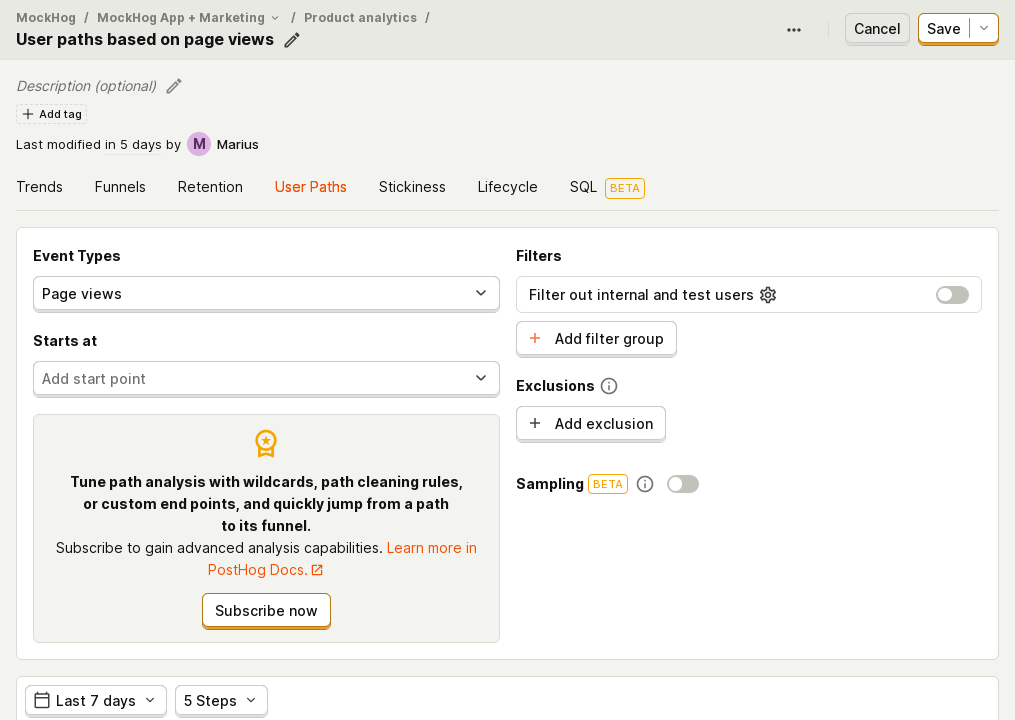 MockHog / MockHog App + Marketing / Product analytics /
User paths based on page views
Cancel
Save
Description (optional)
Add tag
Last modified in 5 days by M Marius
Trends Funnels Retention User Paths Stickiness Lifecycle SQL BETA
Event Types
Page views
Starts at
Add start point
Tune path analysis with wildcards, path cleaning rules,
or custom end points, and quickly jump from a path
to its funnel.
Subscribe to gain advanced analysis capabilities. Learn more in
PostHog Docs.
Subscribe now
Filters
Filter out internal and test users
Add filter group
Exclusions
Add exclusion
Sampling BETA
Last 7 days
5 Steps